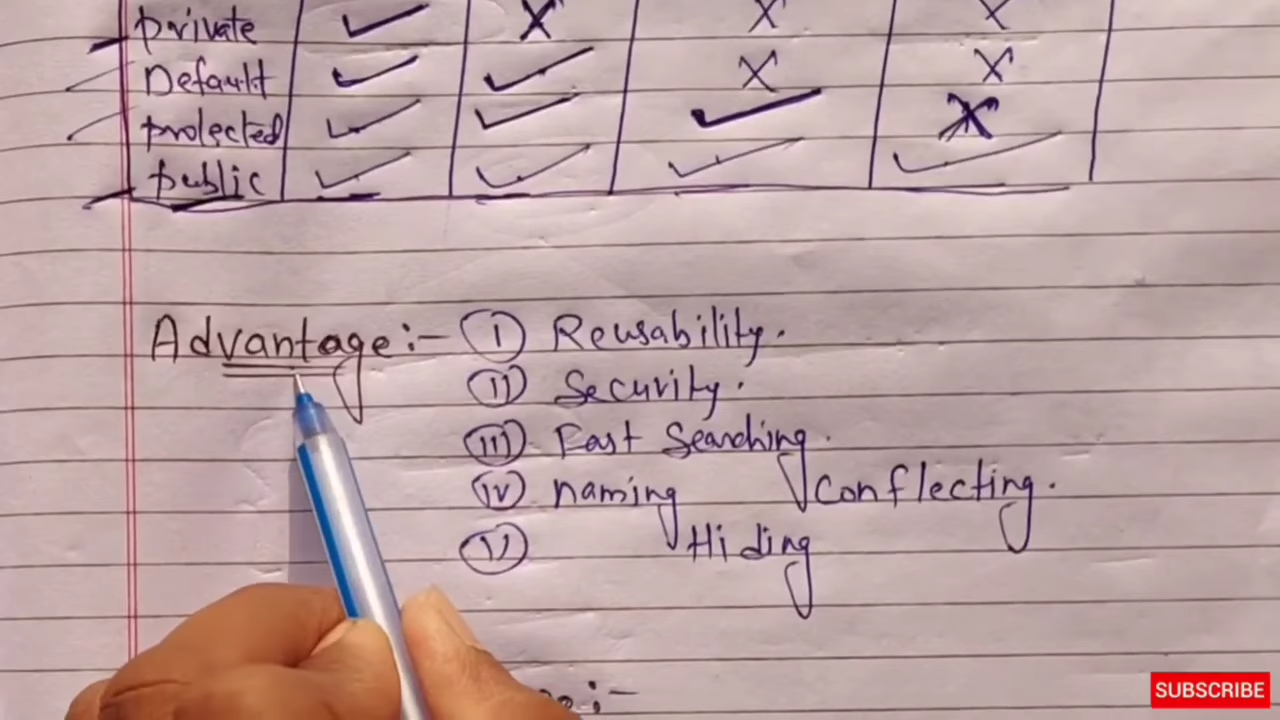 private ✓ X X X
Default ✓ ✓ X X
protected ✓ ✓ ✓ X
public ✓ ✓ ✓ ✓
Advantage :- (I) Reusability.
(II) Security.
(III) Fast Searching.
(IV) naming Conflecting.
(V) Hiding
SUBSCRIBE